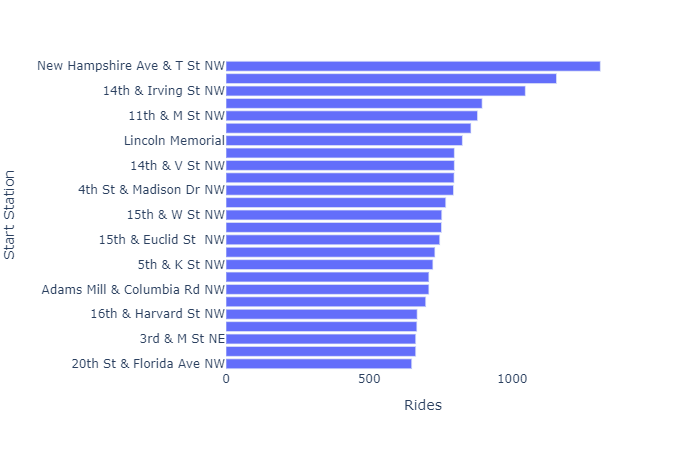 New Hampshire Ave & T St NW
14th & Irving St NW
11th & M St NW
Lincoln Memorial
14th & V St NW
4th St & Madison Dr NW
15th & W St NW
15th & Euclid St  NW
5th & K St NW
Adams Mill & Columbia Rd NW
16th & Harvard St NW
3rd & M St NE
20th St & Florida Ave NW
0 500 1000
Rides
Start Station